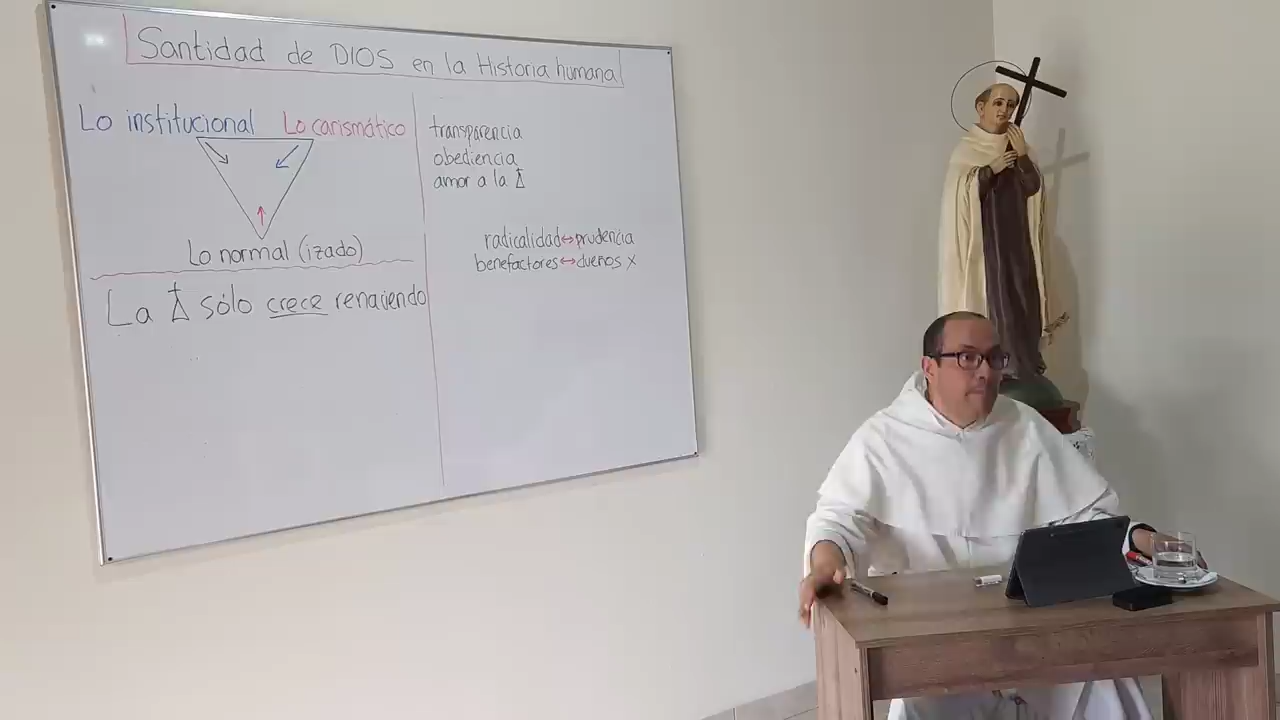 Santidad de DIOS en la Historia humana
Lo institucional
Lo carismático
Lo normal (izado)
La sólo crece renaciendo
transparencia
obediencia
amor a la
radicalidad ↔ prudencia
benefactores ↔ dueños x